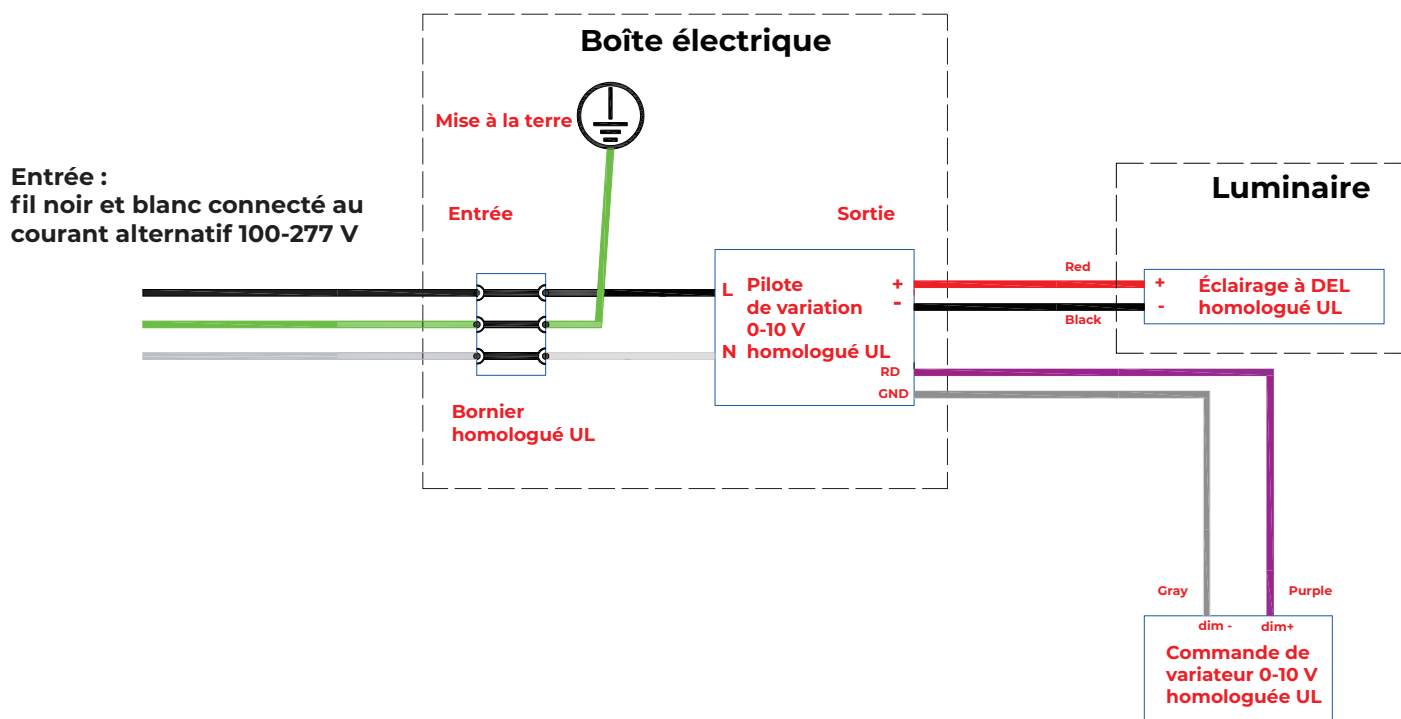 Boîte électrique
Mise à la terre
Entrée :
fil noir et blanc connecté au
courant alternatif 100-277 V
Entrée
Sortie
Luminaire
L
Pilote
de variation
0-10 V
homologué UL
N
+
-
RD
GND
Red
Black
+
-
Éclairage à DEL
homologué UL
Bornier
homologué UL
Gray
Purple
dim -
dim+
Commande de
variateur 0-10 V
homologuée UL